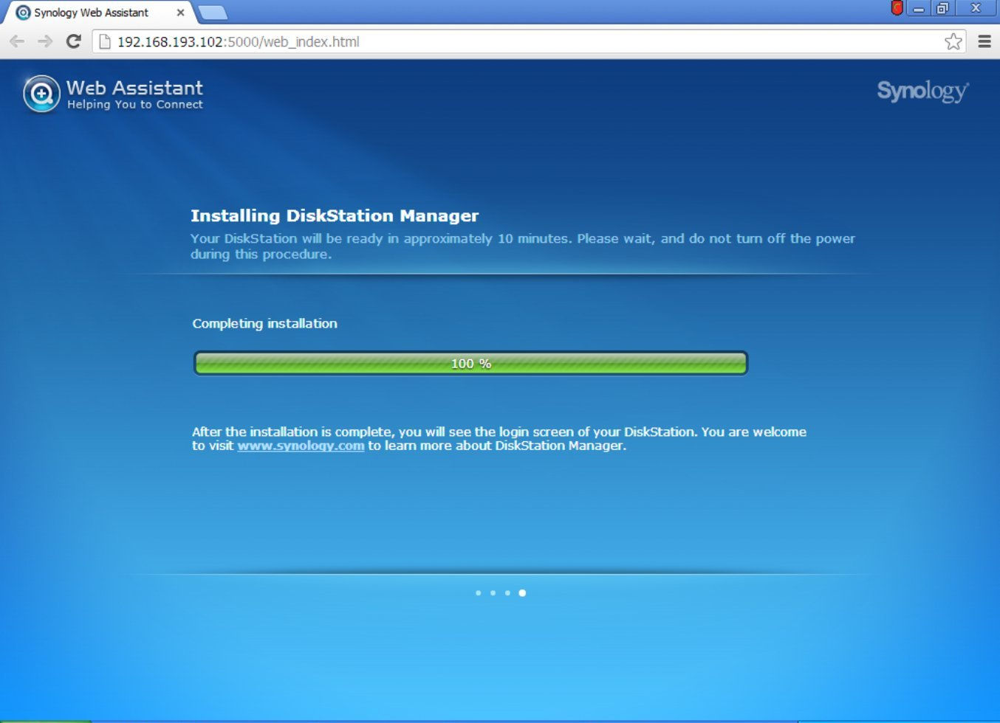 Synology Web Assistant
192.168.193.102:5000/web_index.html
Web Assistant
Helping You to Connect
Synology
Installing DiskStation Manager
Your DiskStation will be ready in approximately 10 minutes. Please wait, and do not turn off the power
during this procedure.
Completing installation
100 %
After the installation is complete, you will see the login screen of your DiskStation. You are welcome
to visit www.synology.com to learn more about DiskStation Manager.